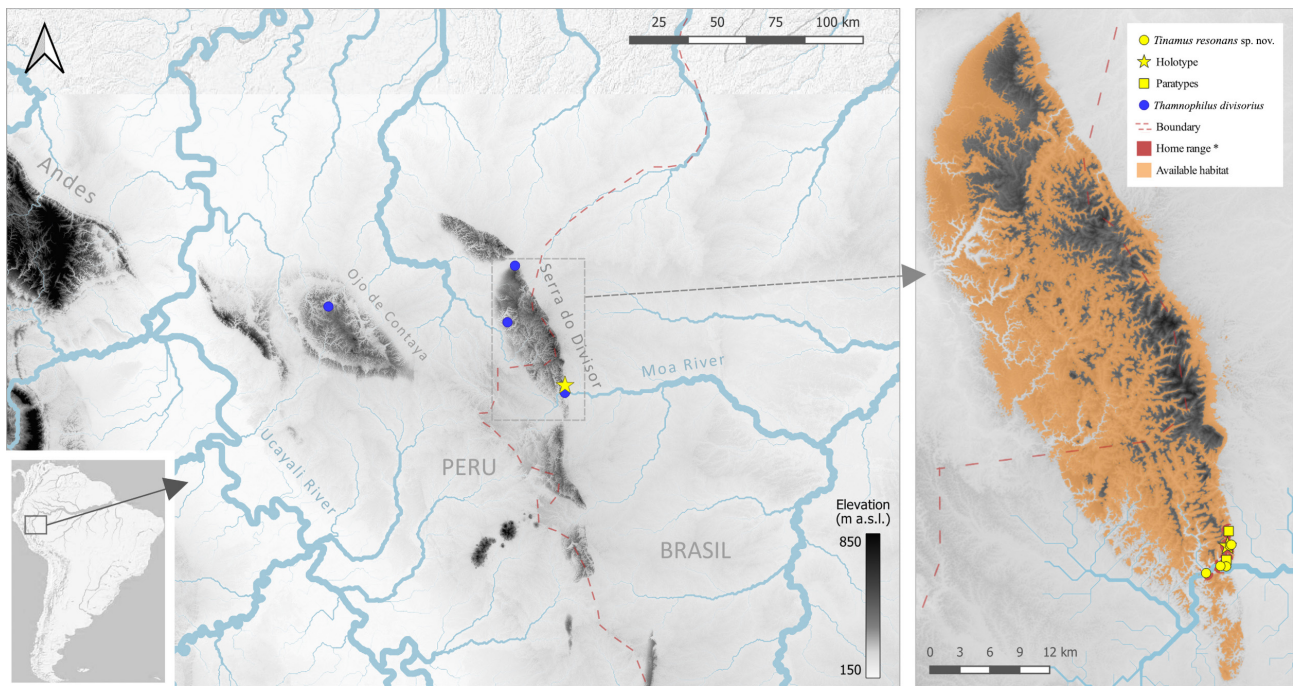 25 50 75 100 km
Andes
Ojo de Contaya
Serra do Divisor
Moa River
Ucayali River
PERU
BRASIL
Elevation
(m a.s.l.)
850
150
Tinamus resonans sp. nov.
Holotype
Paratypes
Thamnophilus divisorius
Boundary
Home range *
Available habitat
0 3 6 9 12 km